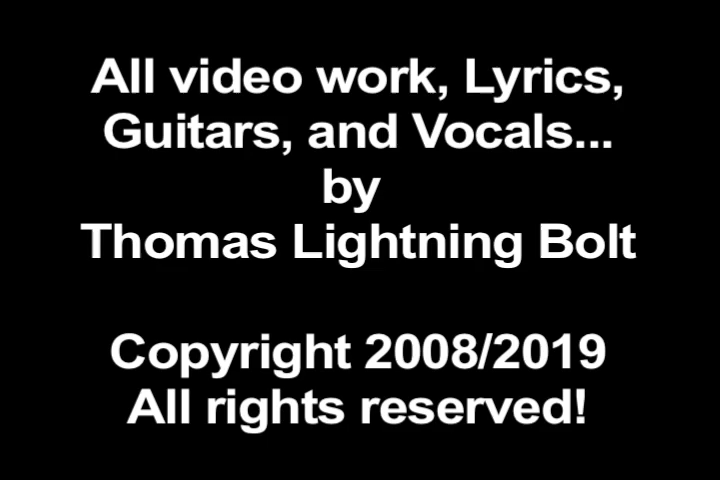 All video work, Lyrics,
Guitars, and Vocals...
by
Thomas Lightning Bolt
Copyright 2008/2019
All rights reserved!